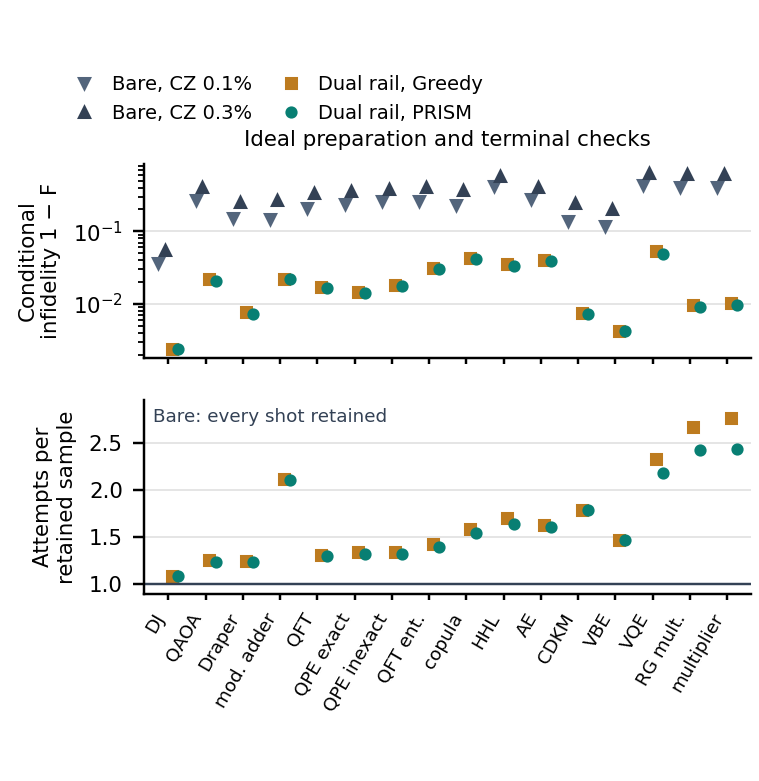 Bare, CZ 0.1%
Dual rail, Greedy
Bare, CZ 0.3%
Dual rail, PRISM
Ideal preparation and terminal checks
Conditional
infidelity 1 − F
10⁻¹
10⁻²
Attempts per
retained sample
Bare: every shot retained
2.5
2.0
1.5
1.0
DJ
QAOA
Draper
mod. adder
QFT
QPE exact
QPE inexact
QFT ent.
copula
HHL
AE
CDKM
VBE
VQE
RG mult.
multiplier